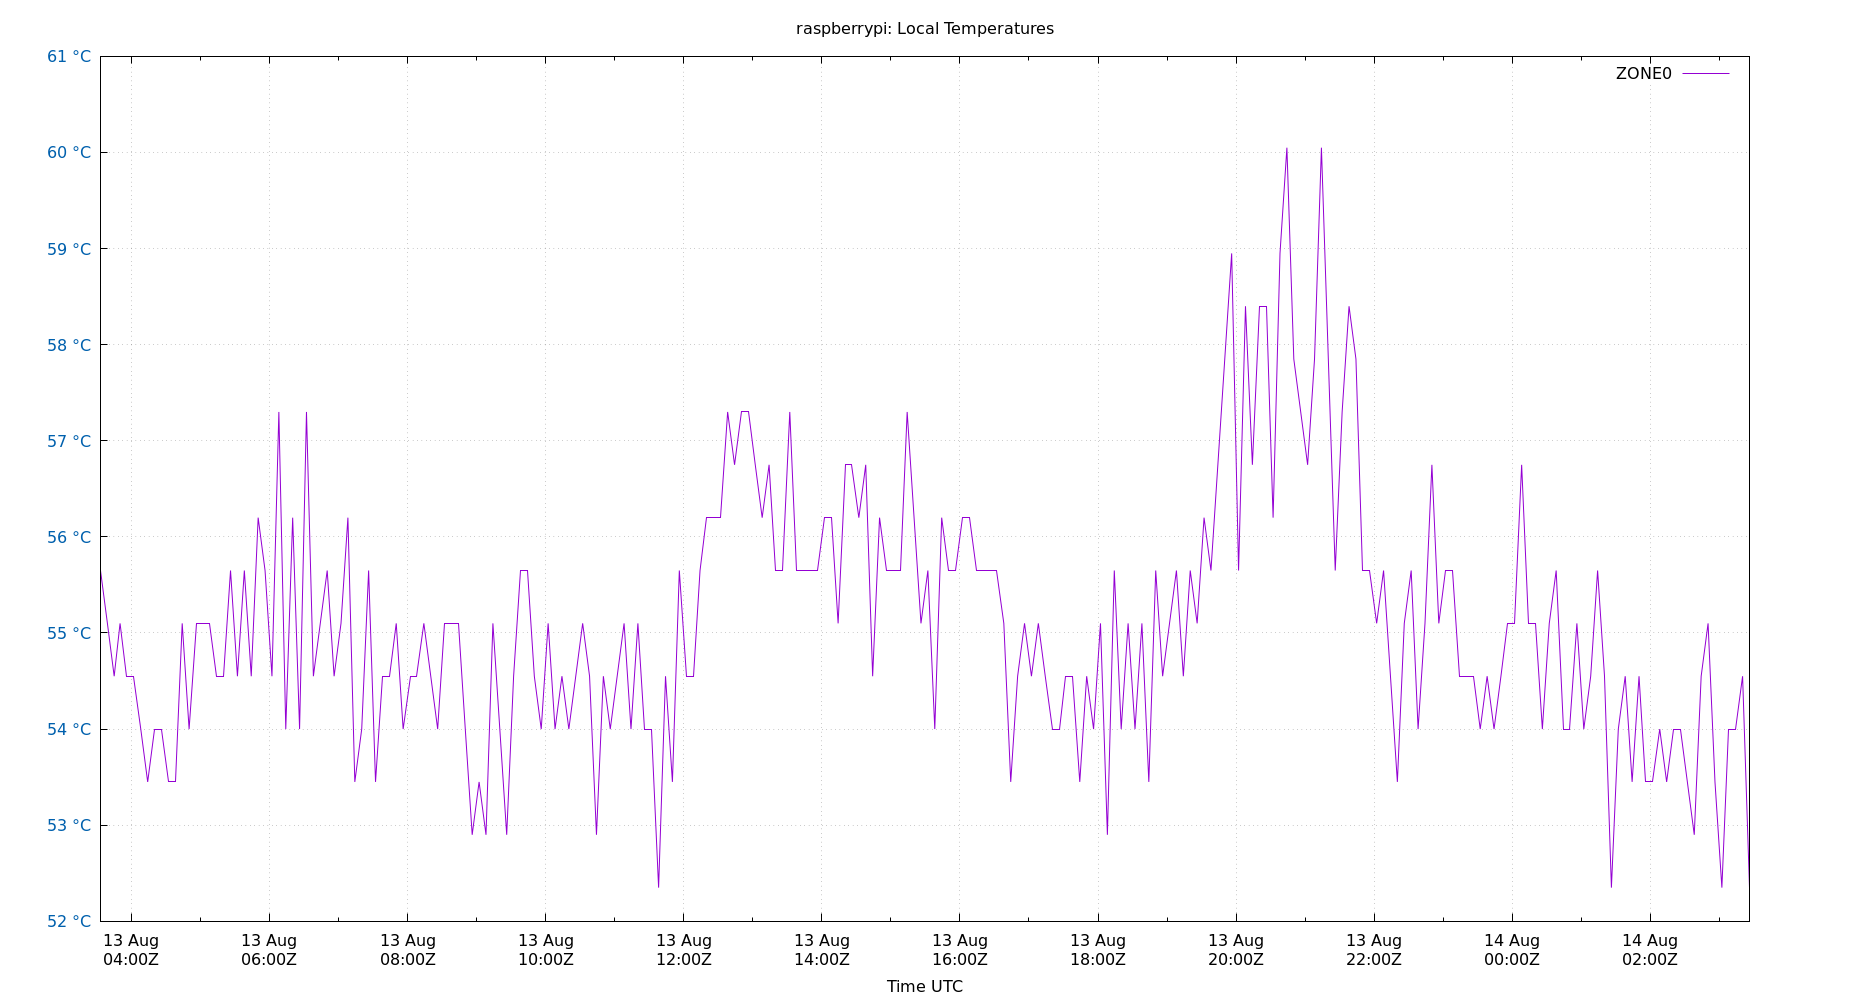 raspberrypi: Local Temperatures
61 °C
ZONE0
60 °C
59 °C
58 °C
57 °C
56 °C
55 °C
54 °C
53 °C
52 °C
13 Aug 13 Aug 13 Aug 13 Aug 13 Aug 13 Aug 13 Aug 13 Aug 13 Aug 13 Aug 14 Aug 14 Aug
04:00Z 06:00Z 08:00Z 10:00Z 12:00Z 14:00Z 16:00Z 18:00Z 20:00Z 22:00Z 00:00Z 02:00Z
Time UTC